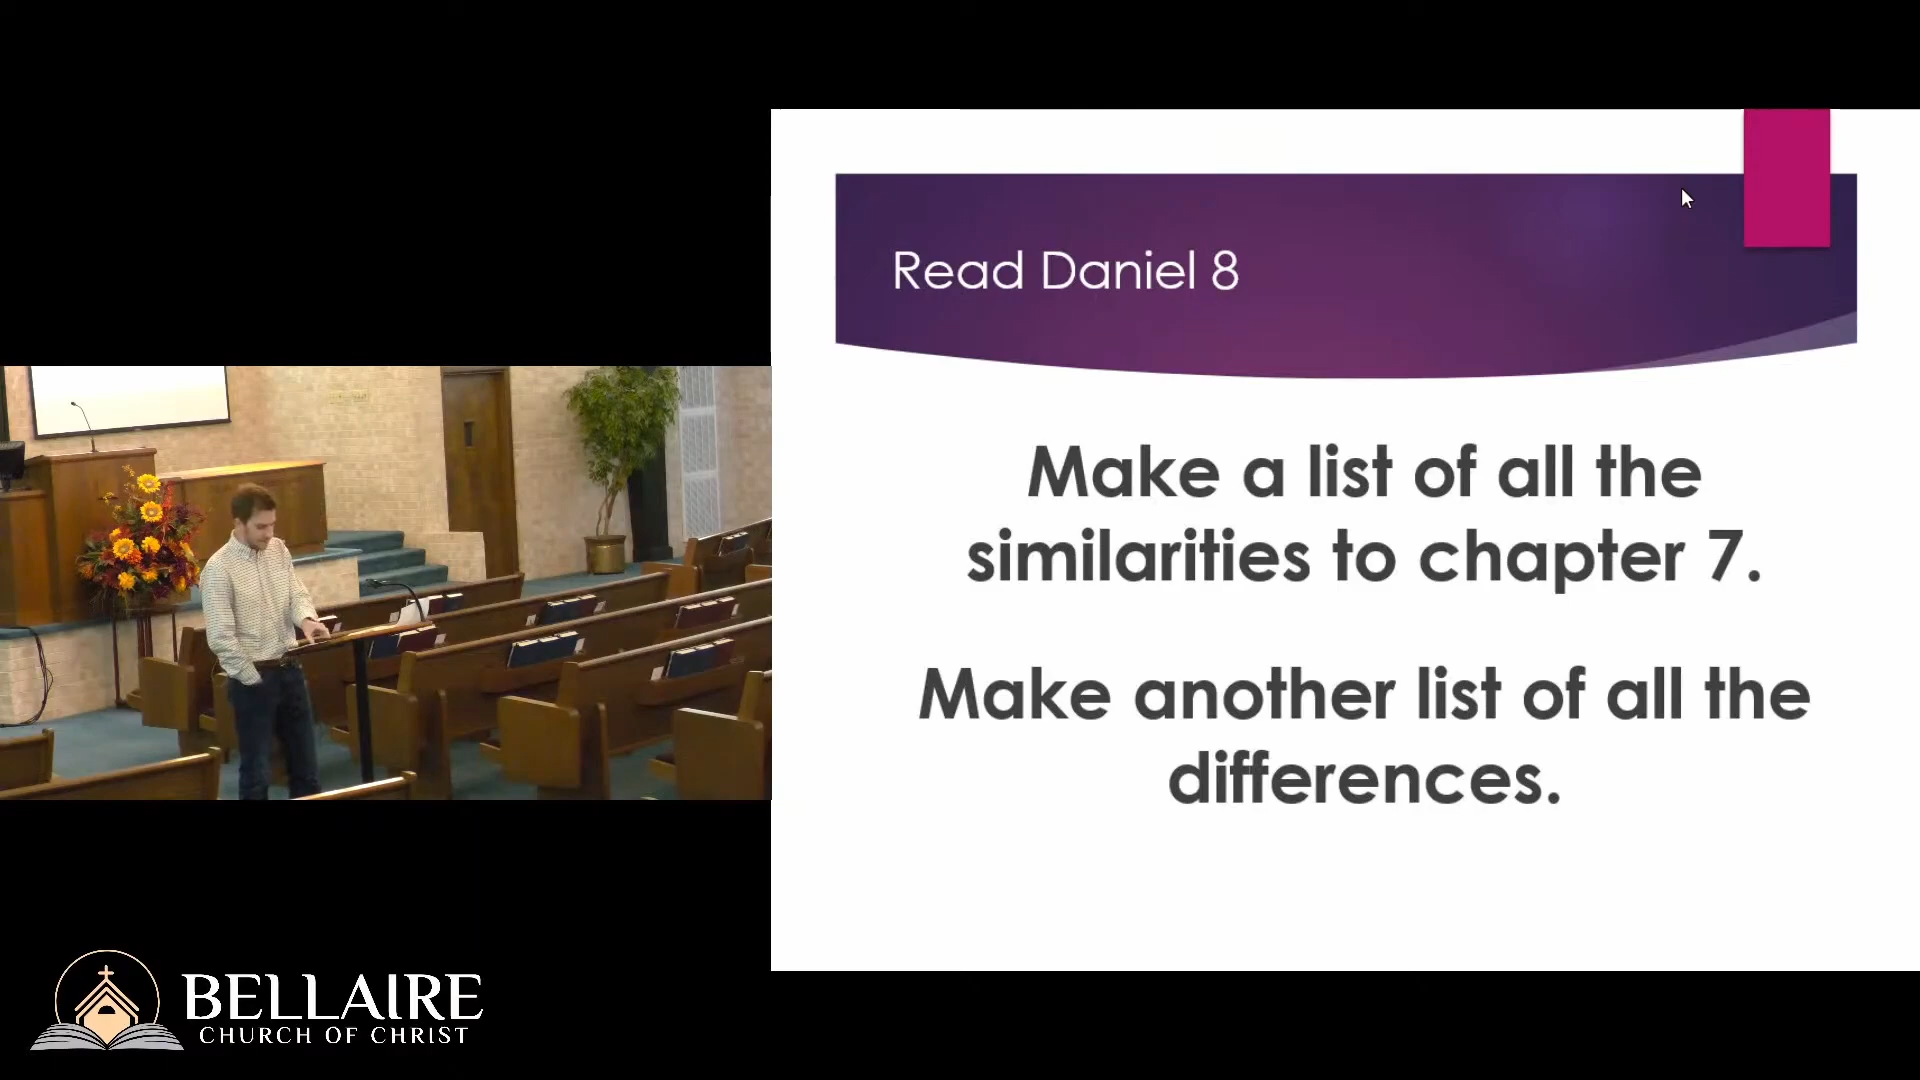 Read Daniel 8
Make a list of all the
similarities to chapter 7.
Make another list of all the
differences.
BELLAIRE
CHURCH OF CHRIST